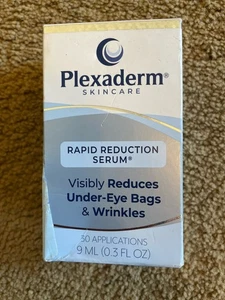 Plexaderm®
SKINCARE
RAPID REDUCTION
SERUM®
Visibly Reduces
Under-Eye Bags
& Wrinkles
30 APPLICATIONS
9 ML (0.3 FL OZ)